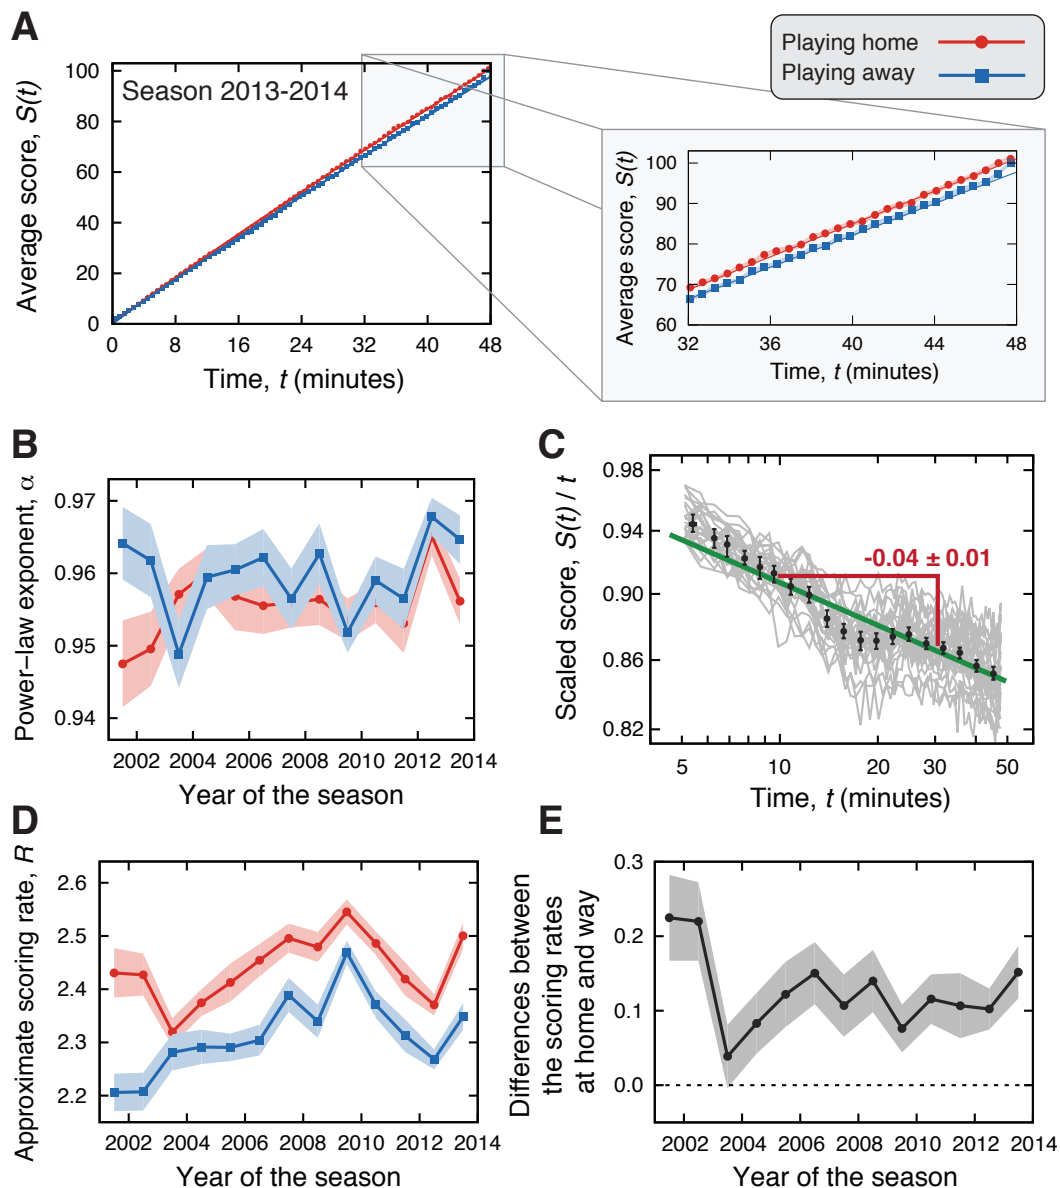 A
Playing home
Playing away
Season 2013-2014
Average score, S(t)
100
80
60
40
20
0
0 8 16 24 32 40 48
Time, t (minutes)
Average score, S(t)
100
90
80
70
60
32 36 40 44 48
Time, t (minutes)
B
Power–law exponent, α
0.97
0.96
0.95
0.94
2002 2004 2006 2008 2010 2012 2014
Year of the season
C
Scaled score, S(t) / t
0.98
0.94
0.90
0.86
0.82
-0.04 ± 0.01
5 10 20 30 50
Time, t (minutes)
D
Approximate scoring rate, R
2.6
2.5
2.4
2.3
2.2
2002 2004 2006 2008 2010 2012 2014
Year of the season
E
Differences between
the scoring rates
at home and way
0.3
0.2
0.1
0.0
2002 2004 2006 2008 2010 2012 2014
Year of the season